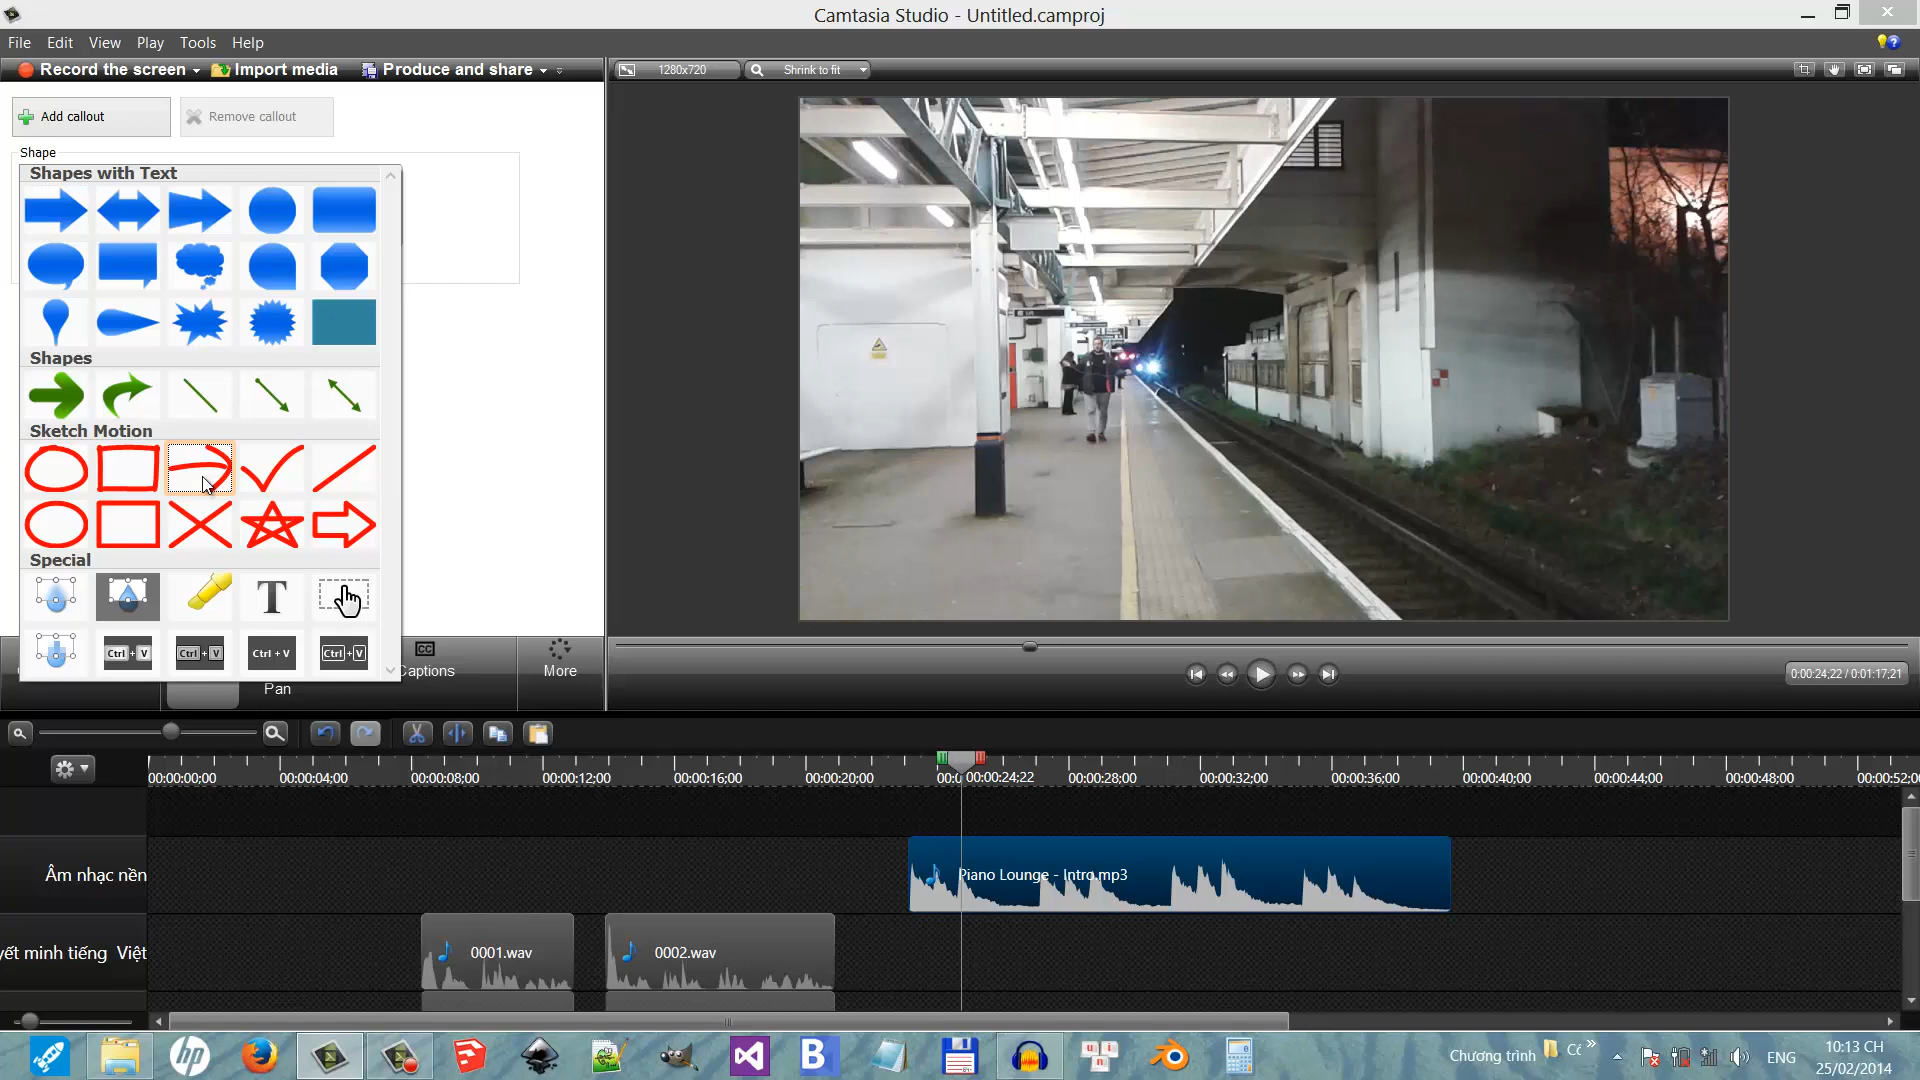 Camtasia Studio - Untitled.camproj
File Edit View Play Tools Help
Record the screen Import media Produce and share
1280x720 Shrink to fit
Add callout Remove callout
Shape
Shapes with Text
Shapes
Sketch Motion
Special
T
Ctrl + V Ctrl + V Ctrl + V Ctrl + V
CC
Captions More
Pan
0:00:24;22 / 0:01:17;21
00:00:00;00 00:00:04;00 00:00:08;00 00:00:12;00 00:00:16;00 00:00:20;00 00:00:24;22 00:00:28;00 00:00:32;00 00:00:36;00 00:00:40;00 00:00:44;00 00:00:48;00 00:00:52;0
Âm nhạc nền
Piano Lounge - Intro.mp3
yết minh tiếng Việt
0001.wav 0002.wav
hp B
Chương trình
ENG
10:13 CH
25/02/2014